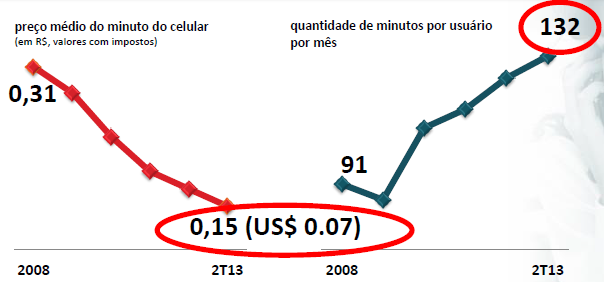 preço médio do minuto do celular
(em R$, valores com impostos)
0,31
0,15 (US$ 0.07)
2008
2T13
quantidade de minutos por usuário
por mês
132
91
2008
2T13